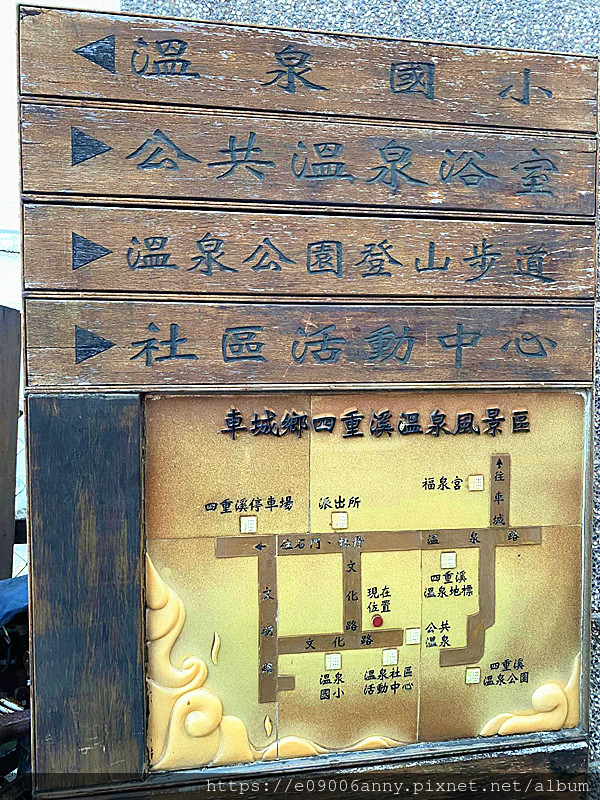 溫泉國小
公共溫泉浴室
溫泉公園登山步道
社區活動中心
車城鄉四重溪溫泉風景區
福泉宮
往車城
四重溪停車場
派出所
溫泉路
文化路
現在
位置
四重溪
溫泉地標
公共
溫泉
文化路
溫泉
國小
溫泉社區
活動中心
四重溪
溫泉公園
https://e09006anny.pixnet.net/album